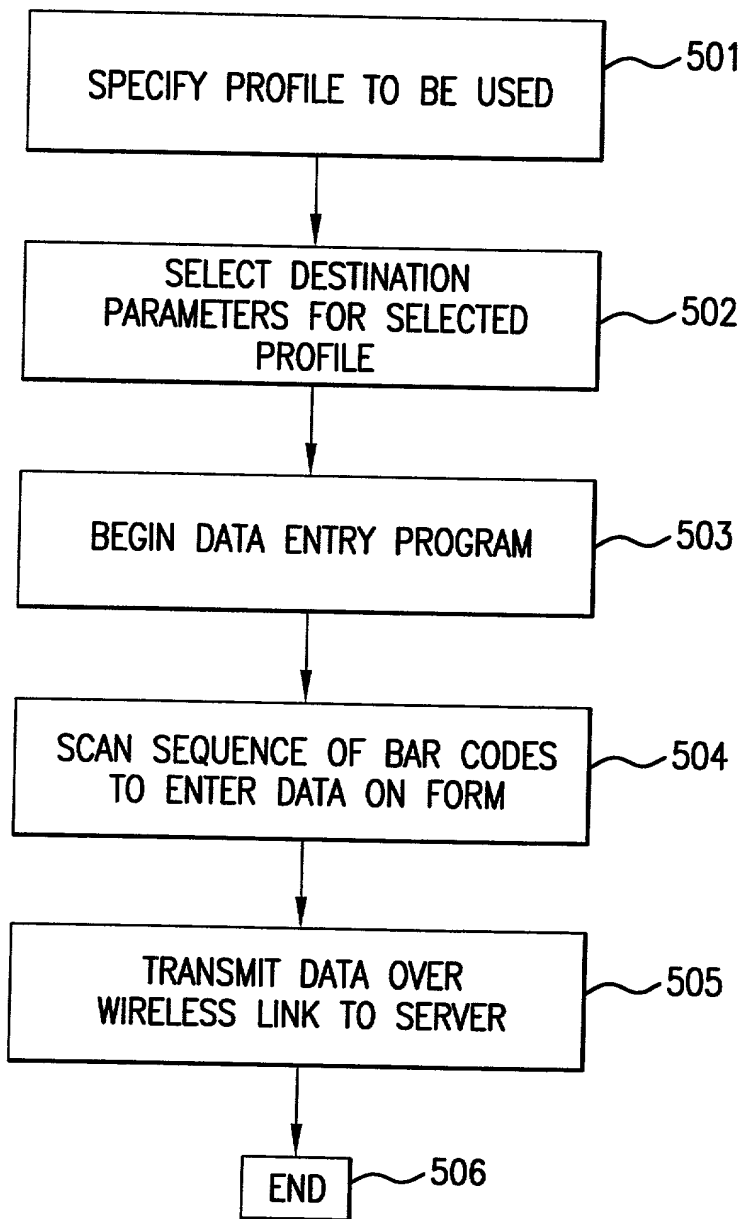 SPECIFY PROFILE TO BE USED
501
SELECT DESTINATION
PARAMETERS FOR SELECTED
PROFILE
502
BEGIN DATA ENTRY PROGRAM
503
SCAN SEQUENCE OF BAR CODES
TO ENTER DATA ON FORM
504
TRANSMIT DATA OVER
WIRELESS LINK TO SERVER
505
END
506